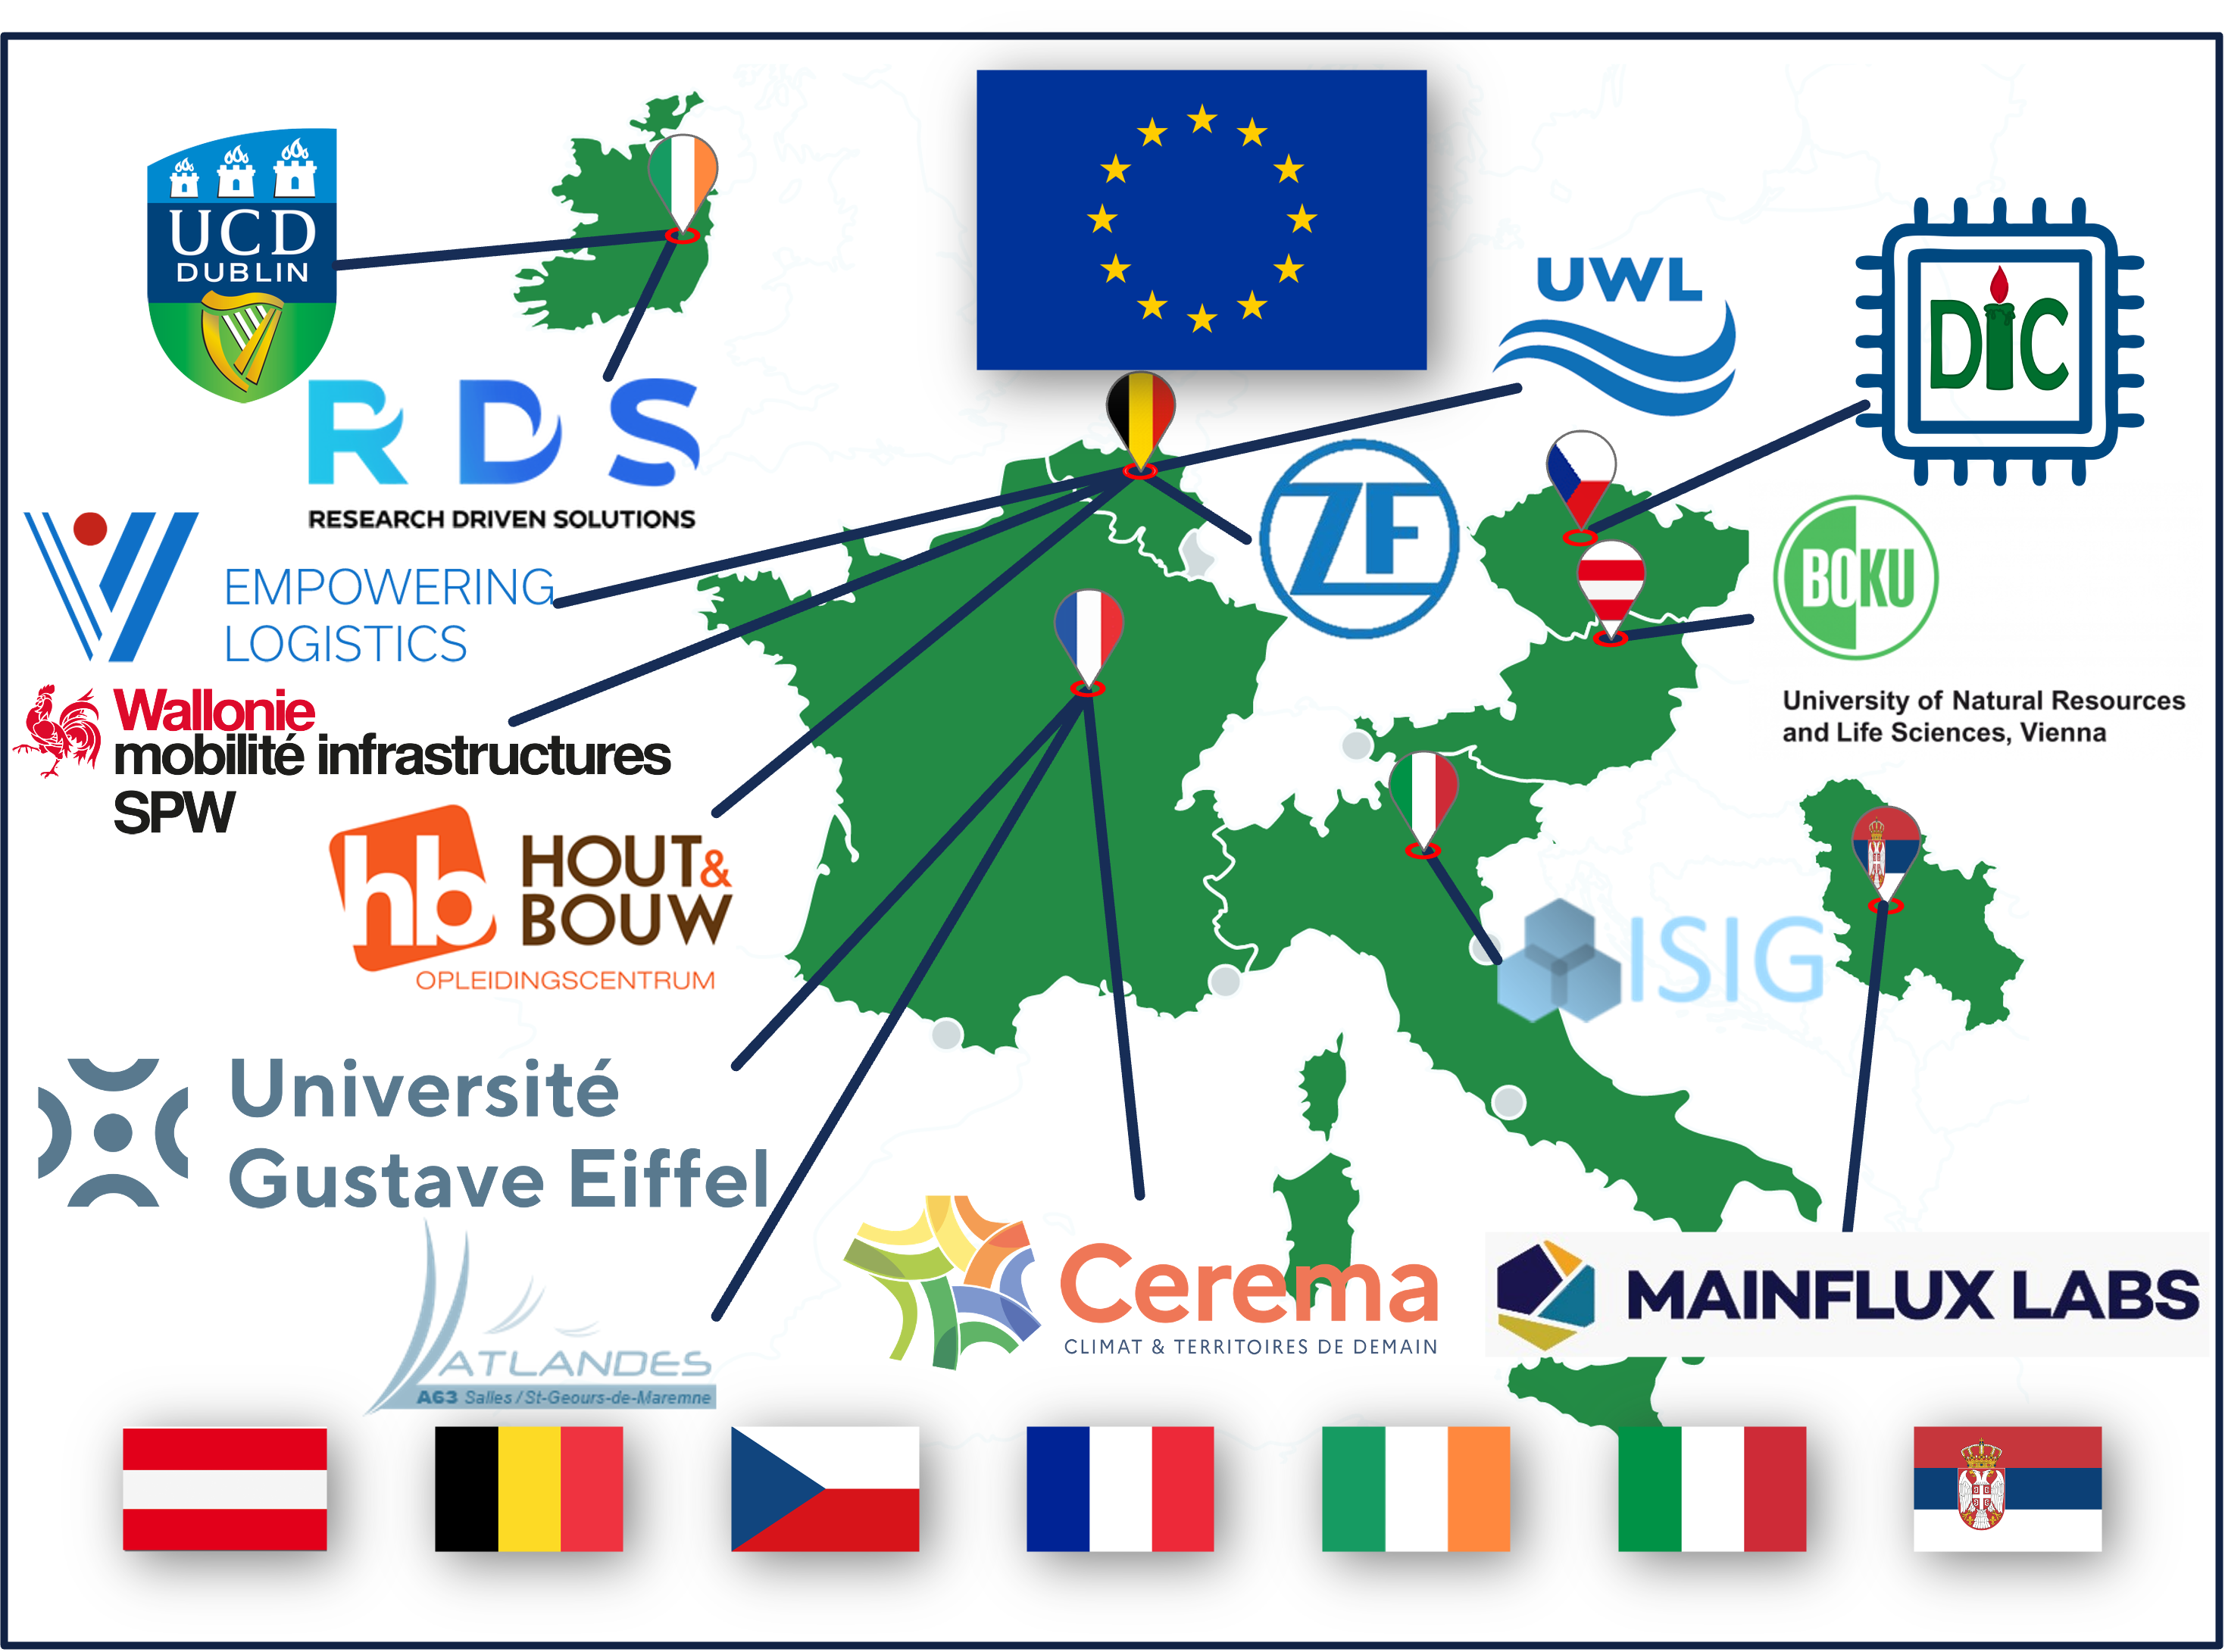 UCD
DUBLIN
RDS
RESEARCH DRIVEN SOLUTIONS
UWL
DiC
ZF
BOKU
University of Natural Resources
and Life Sciences, Vienna
EMPOWERING
LOGISTICS
Wallonie
mobilité infrastructures
SPW
hb
HOUT&
BOUW
OPLEIDINGSCENTRUM
ISIG
Université
Gustave Eiffel
ATLANDES
A63 Salles / St-Geours-de-Maremne
Cerema
CLIMAT & TERRITOIRES DE DEMAIN
MAINFLUX LABS